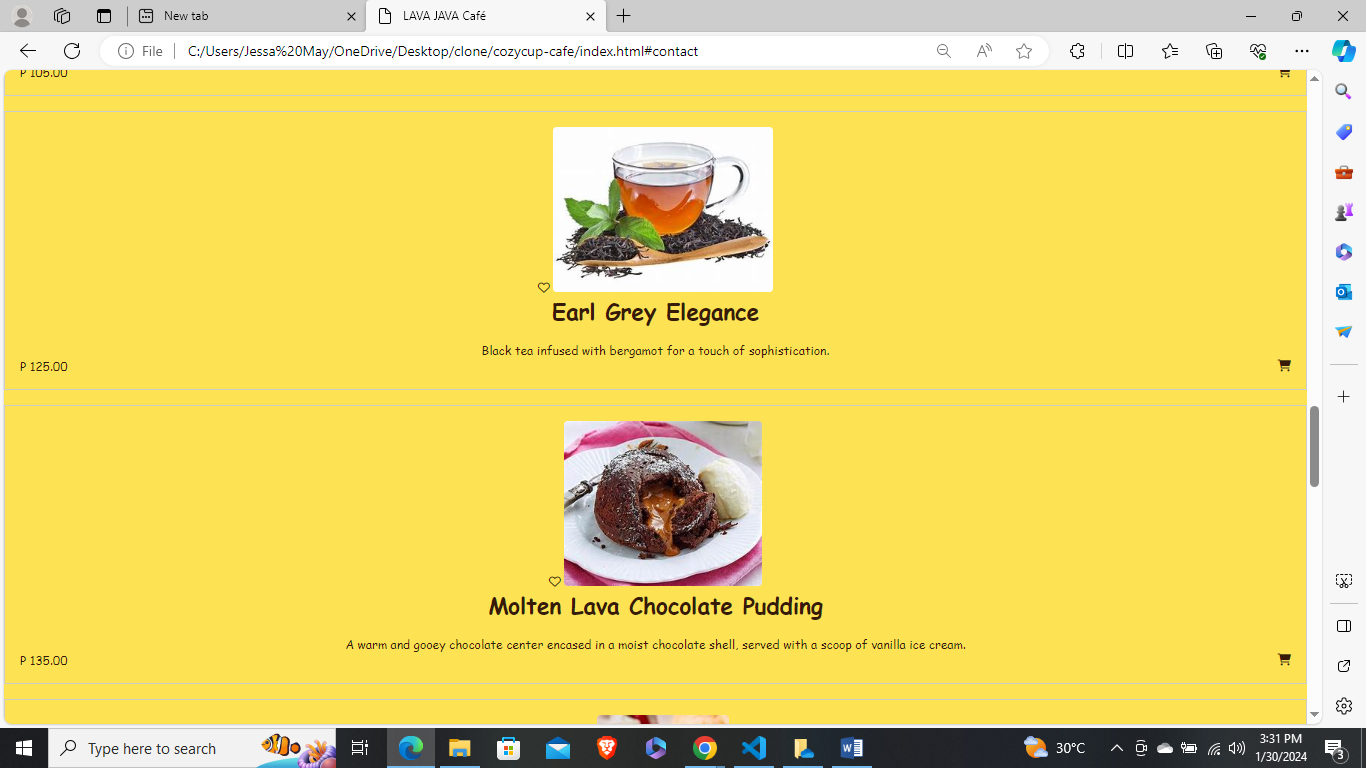 New tab
LAVA JAVA Café
File
C:/Users/Jessa%20May/OneDrive/Desktop/clone/cozycup-cafe/index.html#contact
P 105.00
Earl Grey Elegance
Black tea infused with bergamot for a touch of sophistication.
P 125.00
Molten Lava Chocolate Pudding
A warm and gooey chocolate center encased in a moist chocolate shell, served with a scoop of vanilla ice cream.
P 135.00
Type here to search
30°C
3:31 PM
1/30/2024
3